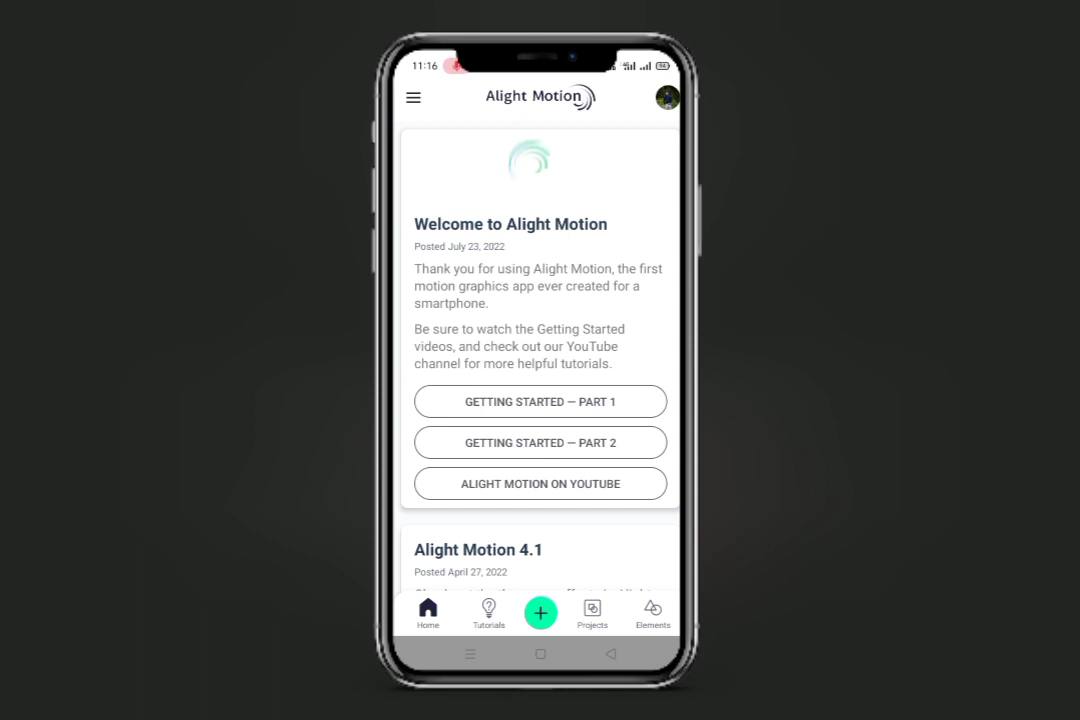 11:16
Alight Motion
Welcome to Alight Motion
Posted July 23, 2022
Thank you for using Alight Motion, the first
motion graphics app ever created for a
smartphone.
Be sure to watch the Getting Started
videos, and check out our YouTube
channel for more helpful tutorials.
GETTING STARTED — PART 1
GETTING STARTED — PART 2
ALIGHT MOTION ON YOUTUBE
Alight Motion 4.1
Posted April 27, 2022
Home Tutorials Projects Elements